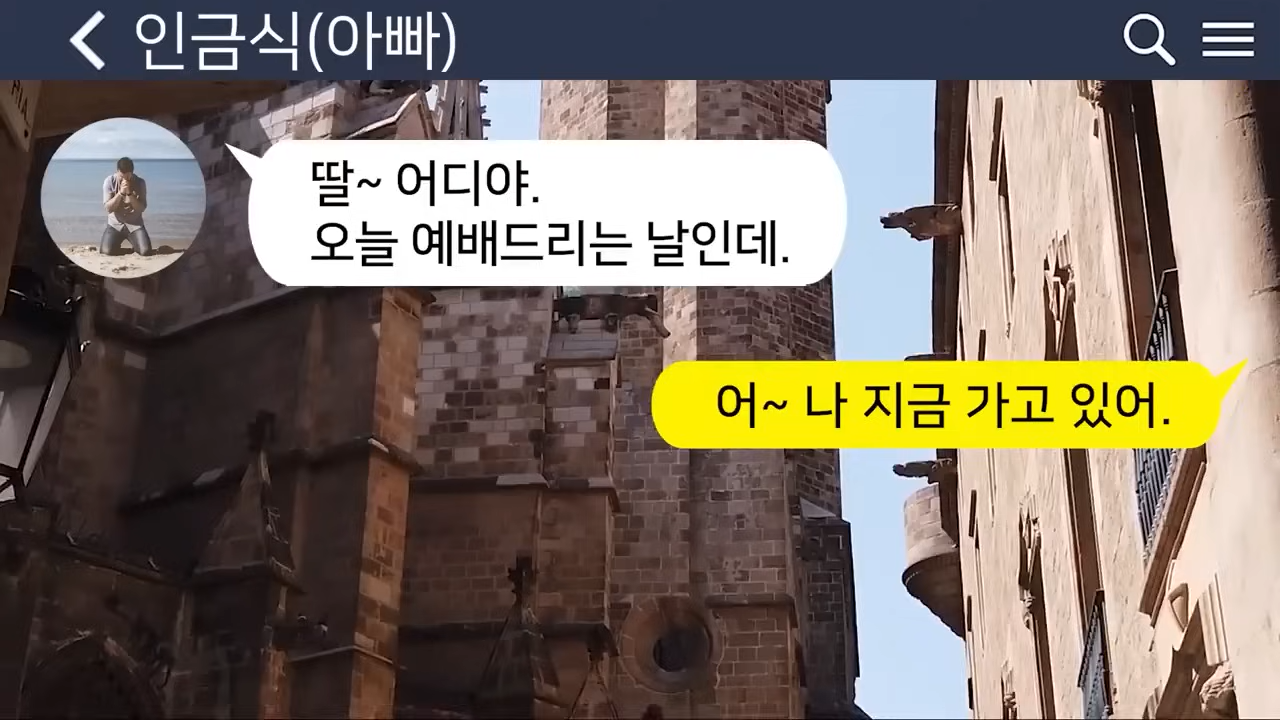 인금식(아빠)
딸~ 어디야.
오늘 예배드리는 날인데.
어~ 나 지금 가고 있어.